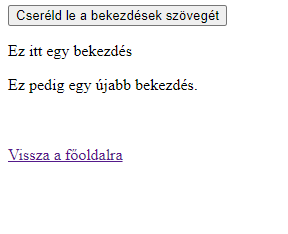 Cseréld le a bekezdések szövegét
Ez itt egy bekezdés
Ez pedig egy újabb bekezdés.
Vissza a főoldalra